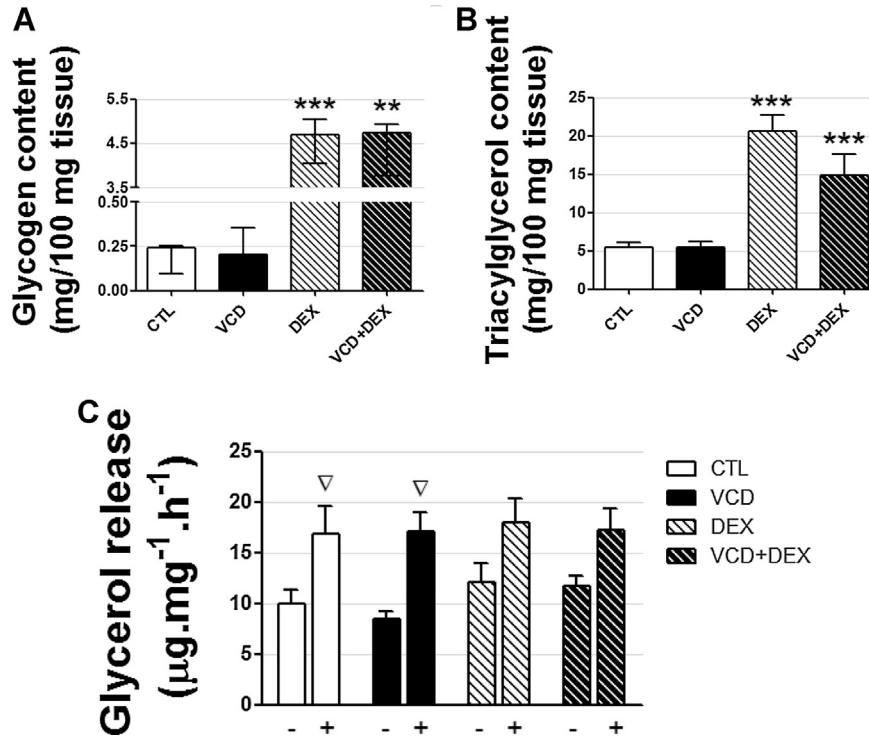 A
Glycogen content
(mg/100 mg tissue)
5.5
4.5
3.5
0.50
0.25
0.00
***
**
CTL
VCD
DEX
VCD+DEX
B
Triacylglycerol content
(mg/100 mg tissue)
25
20
15
10
5
0
***
***
CTL
VCD
DEX
VCD+DEX
C
Glycerol release
(μg.mg⁻¹.h⁻¹)
25
20
15
10
5
0
- + - + - + - +
CTL
VCD
DEX
VCD+DEX